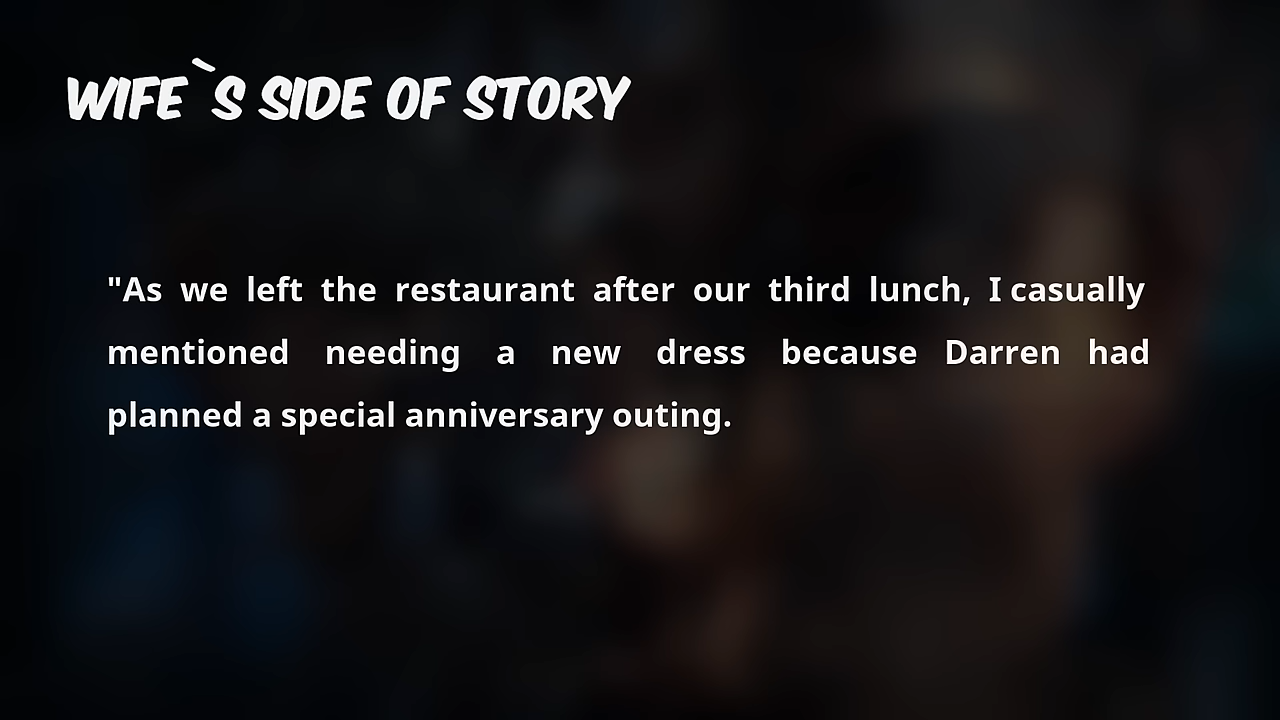 WIFE`S SIDE OF STORY
"As we left the restaurant after our third lunch, I casually
mentioned needing a new dress because Darren had
planned a special anniversary outing.